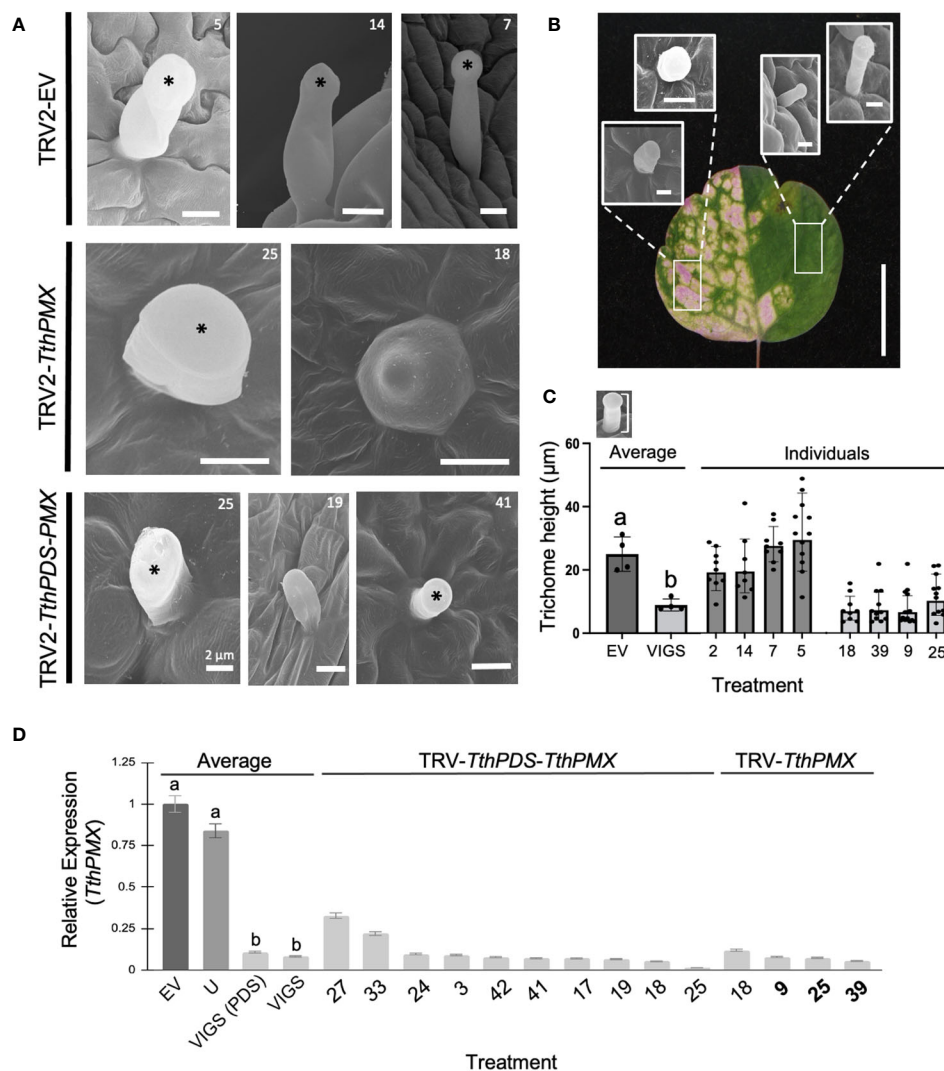 A
TRV2-EV
5
14
7
*
*
*
TRV2-TthPMX
25
18
*
TRV2-TthPDS-PMX
25
19
41
*
*
2 µm
B
C
Trichome height (µm)
60
40
20
0
Average
Individuals
a
b
EV VIGS 2 14 7 5 18 39 9 25
Treatment
D
Relative Expression
(TthPMX)
1.25
1
0.75
0.5
0.25
0
Average
TRV-TthPDS-TthPMX
TRV-TthPMX
a
a
b
b
EV U VIGS (PDS) VIGS 27 33 24 3 42 41 17 19 18 25 18 9 25 39
Treatment